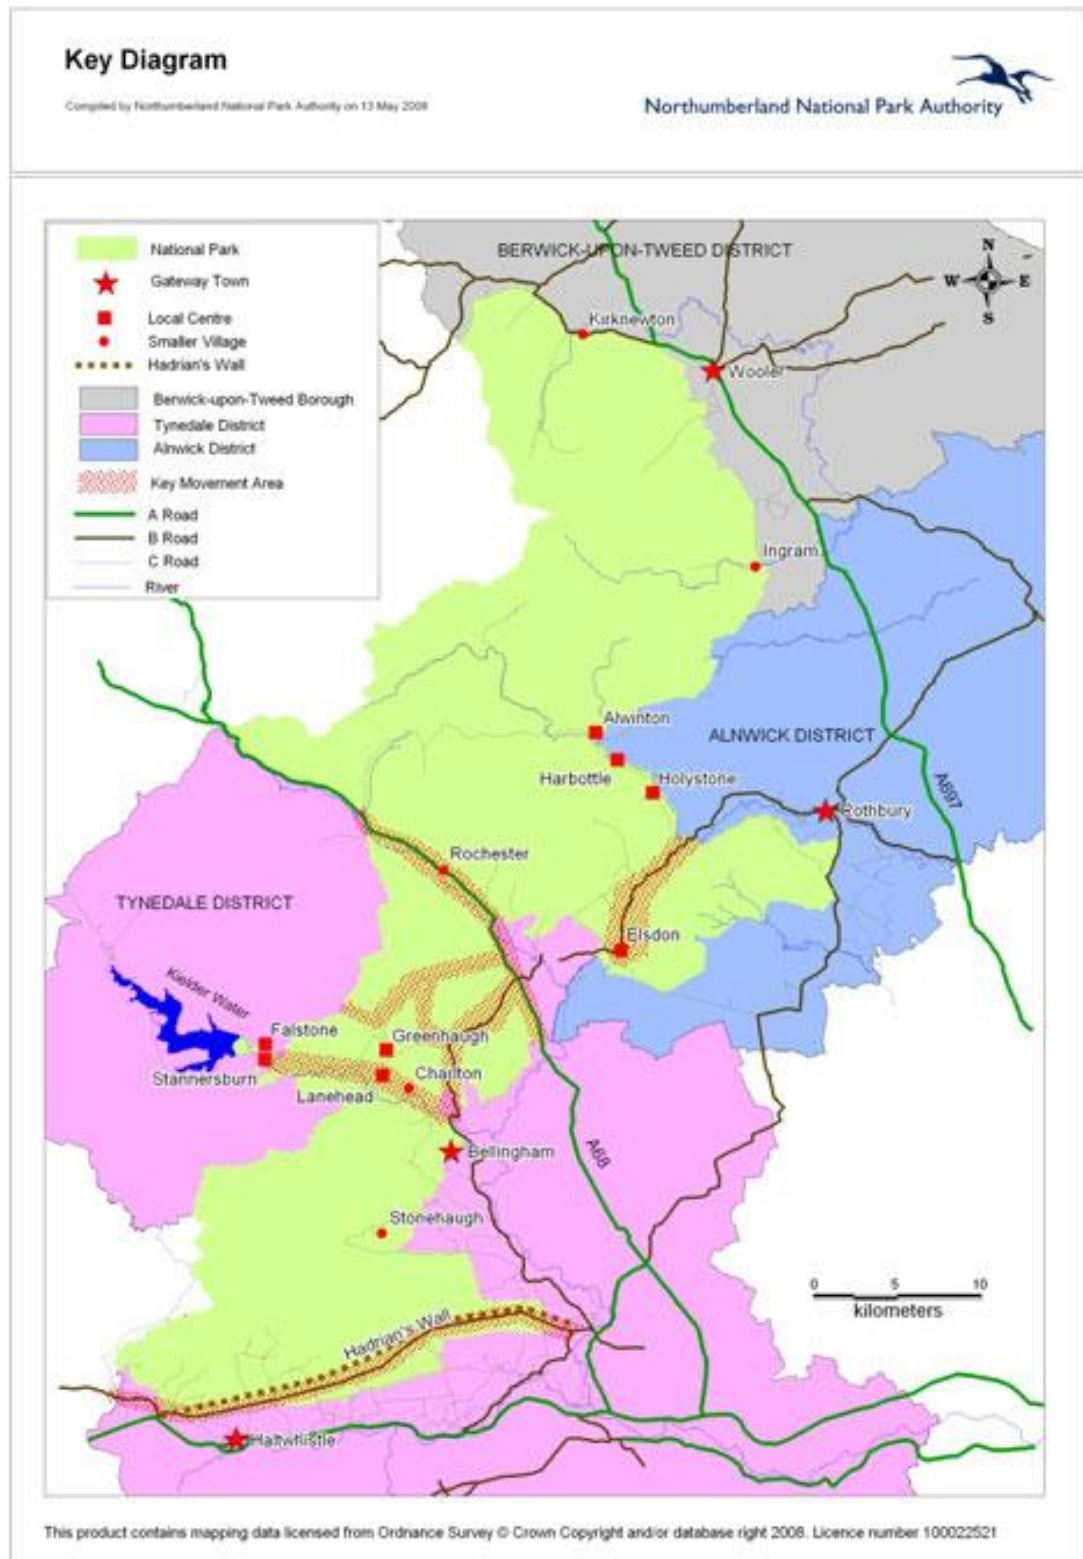 Key Diagram
Compiled by Northumberland National Park Authority on 13 May 2008
Northumberland National Park Authority
National Park
Gateway Town
Local Centre
Smaller Village
Hadrian's Wall
Berwick-upon-Tweed Borough
Tynedale District
Alnwick District
Key Movement Area
A Road
B Road
C Road
River
BERWICK-UPON-TWEED DISTRICT
N
W E
S
Kirknewton
Wooler
Ingram
Alwinton
ALNWICK DISTRICT
Harbottle
Holystone
A697
Rothbury
Rochester
TYNEDALE DISTRICT
Elsdon
Kielder Water
Falstone
Greenhaugh
Stannersburn
Charlton
Lanehead
A68
Bellingham
Stonehaugh
0 5 10
kilometers
Hadrian's Wall
Haltwhistle
This product contains mapping data licensed from Ordnance Survey © Crown Copyright and/or database right 2008. Licence number 100022521